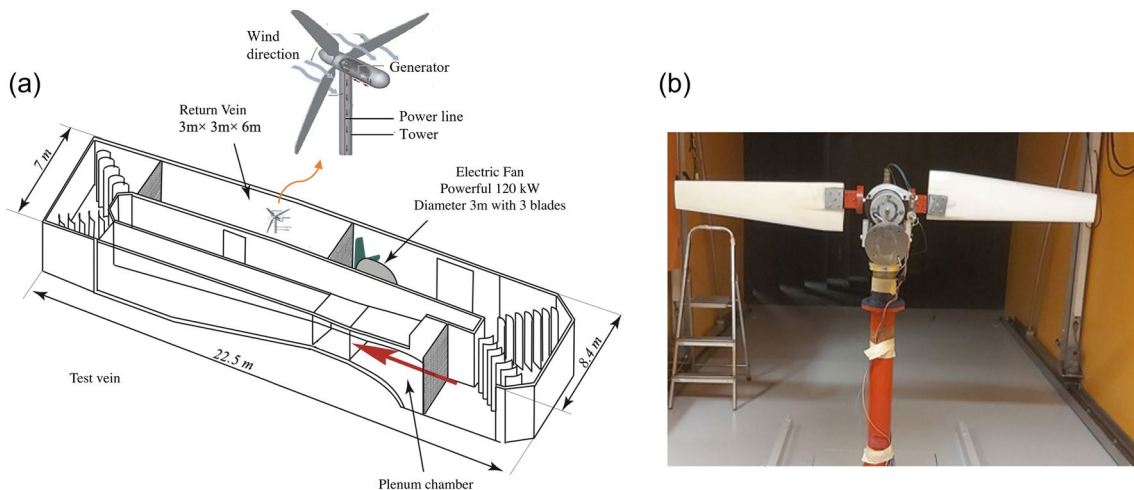 (a)
Wind
direction
Generator
Power line
Tower
Return Vein
3m× 3m× 6m
Electric Fan
Powerful 120 kW
Diameter 3m with 3 blades
7 m
22.5 m
8.4 m
Test vein
Plenum chamber
(b)